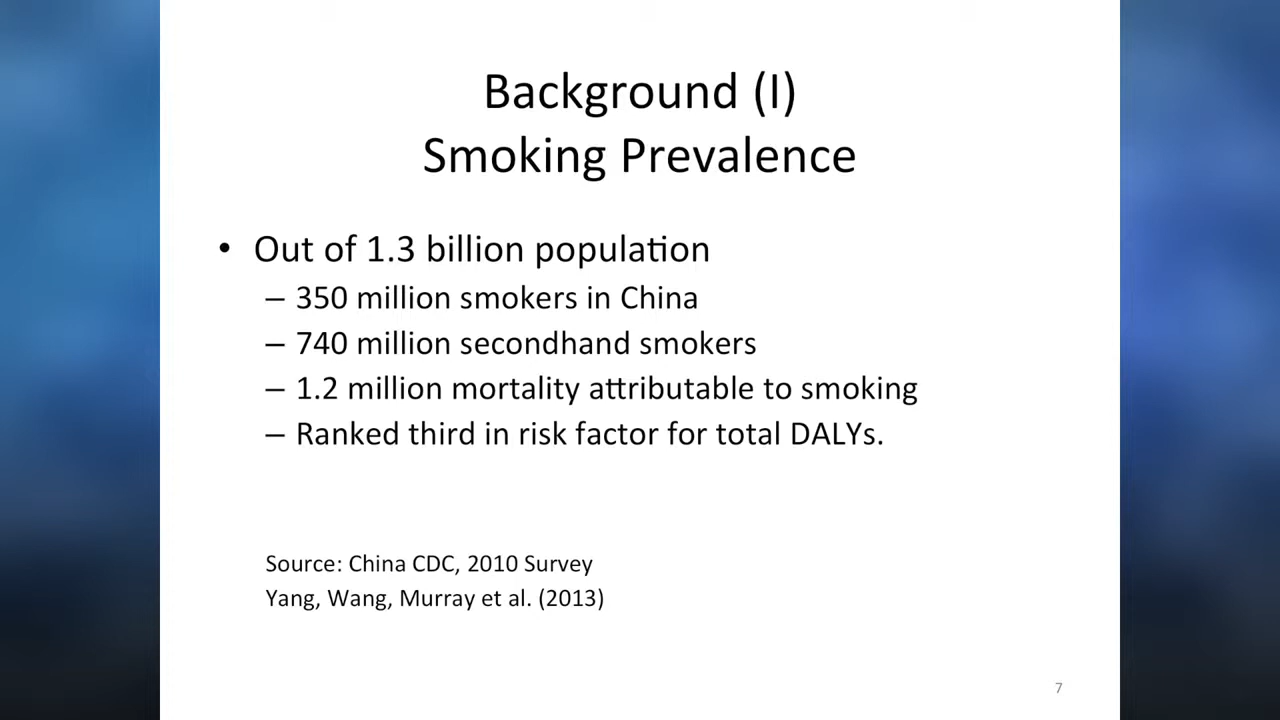 Background (I)
Smoking Prevalence
• Out of 1.3 billion population
– 350 million smokers in China
– 740 million secondhand smokers
– 1.2 million mortality attributable to smoking
– Ranked third in risk factor for total DALYs.
Source: China CDC, 2010 Survey
Yang, Wang, Murray et al. (2013)
7